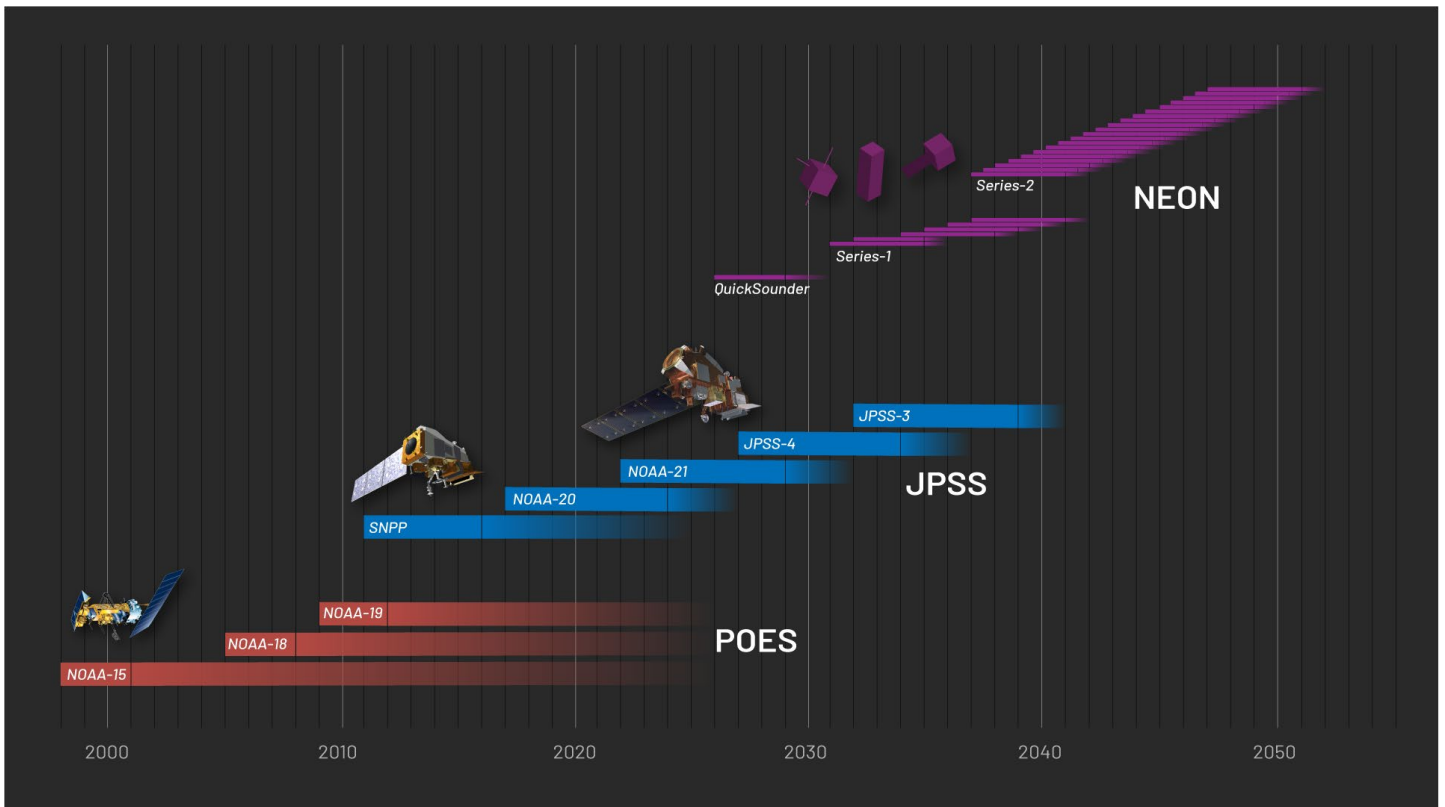 Series-2
NEON
Series-1
QuickSounder
JPSS-3
JPSS-4
NOAA-21
JPSS
NOAA-20
SNPP
NOAA-19
NOAA-18
POES
NOAA-15
2000 2010 2020 2030 2040 2050